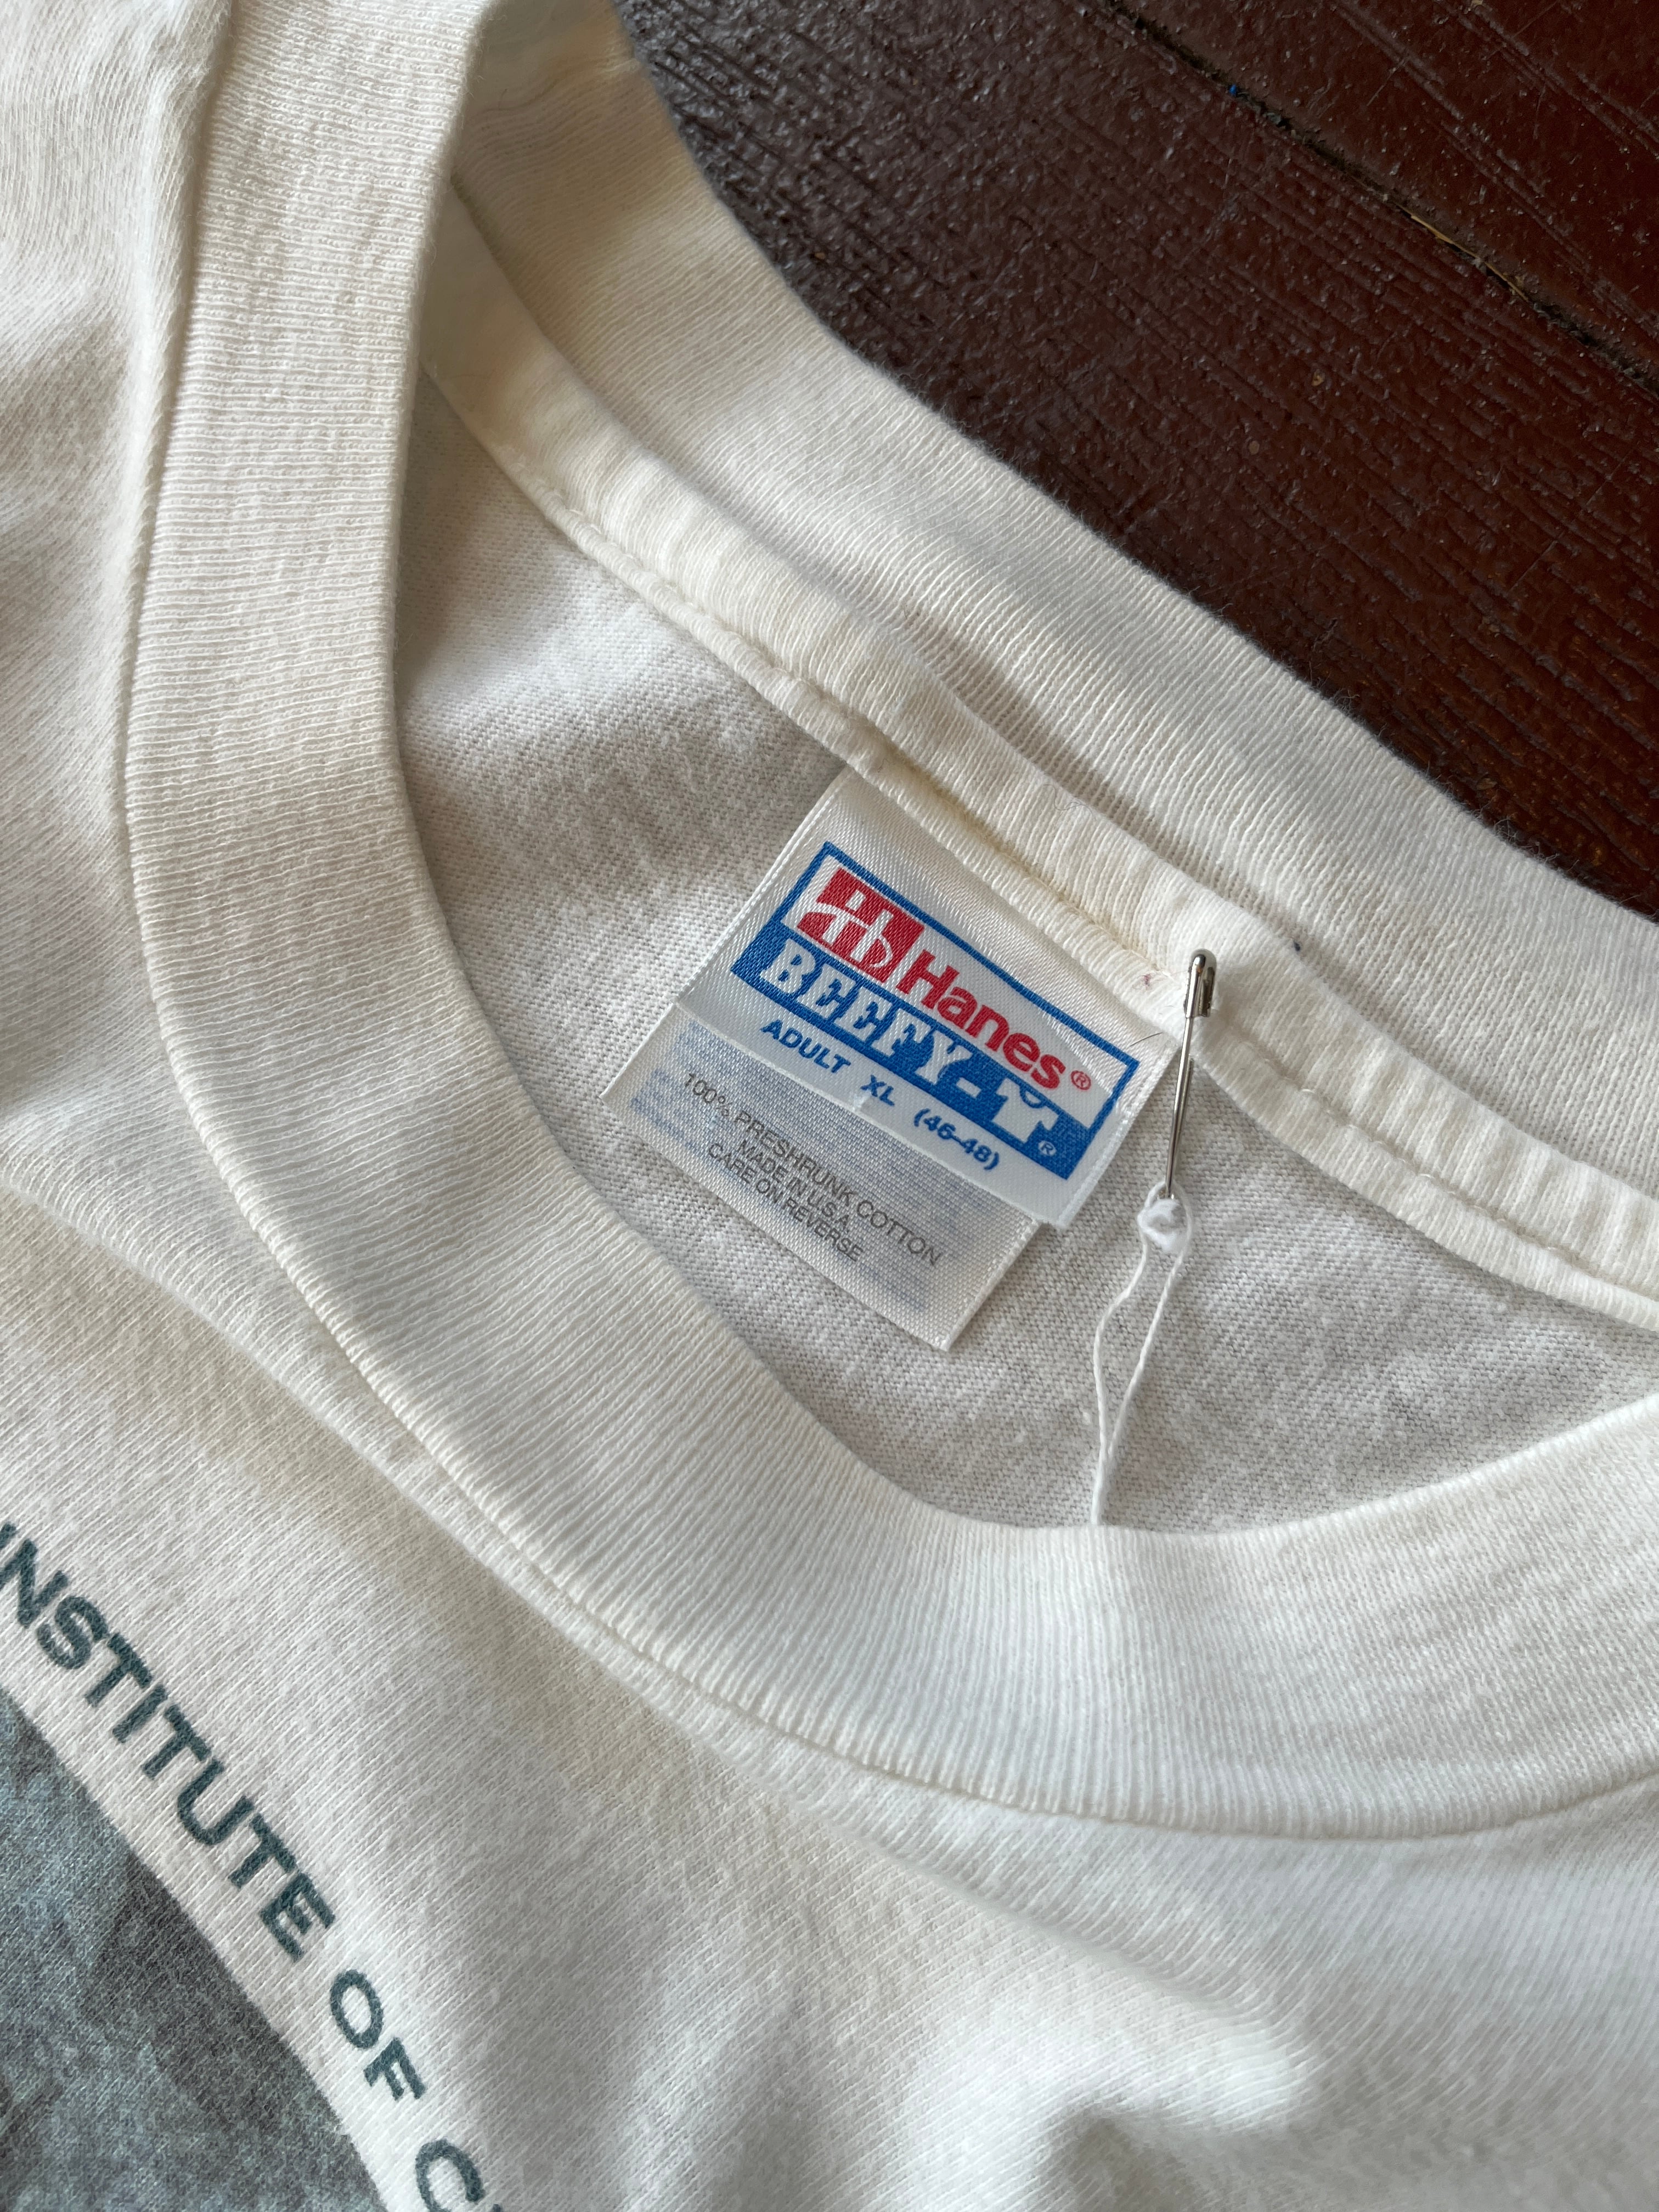 Hanes®
BEEFY-T®
ADULT XL (46-48)
100% PRESHRUNK COTTON
MADE IN U.S.A.
CARE ON REVERSE
INSTITUTE OF